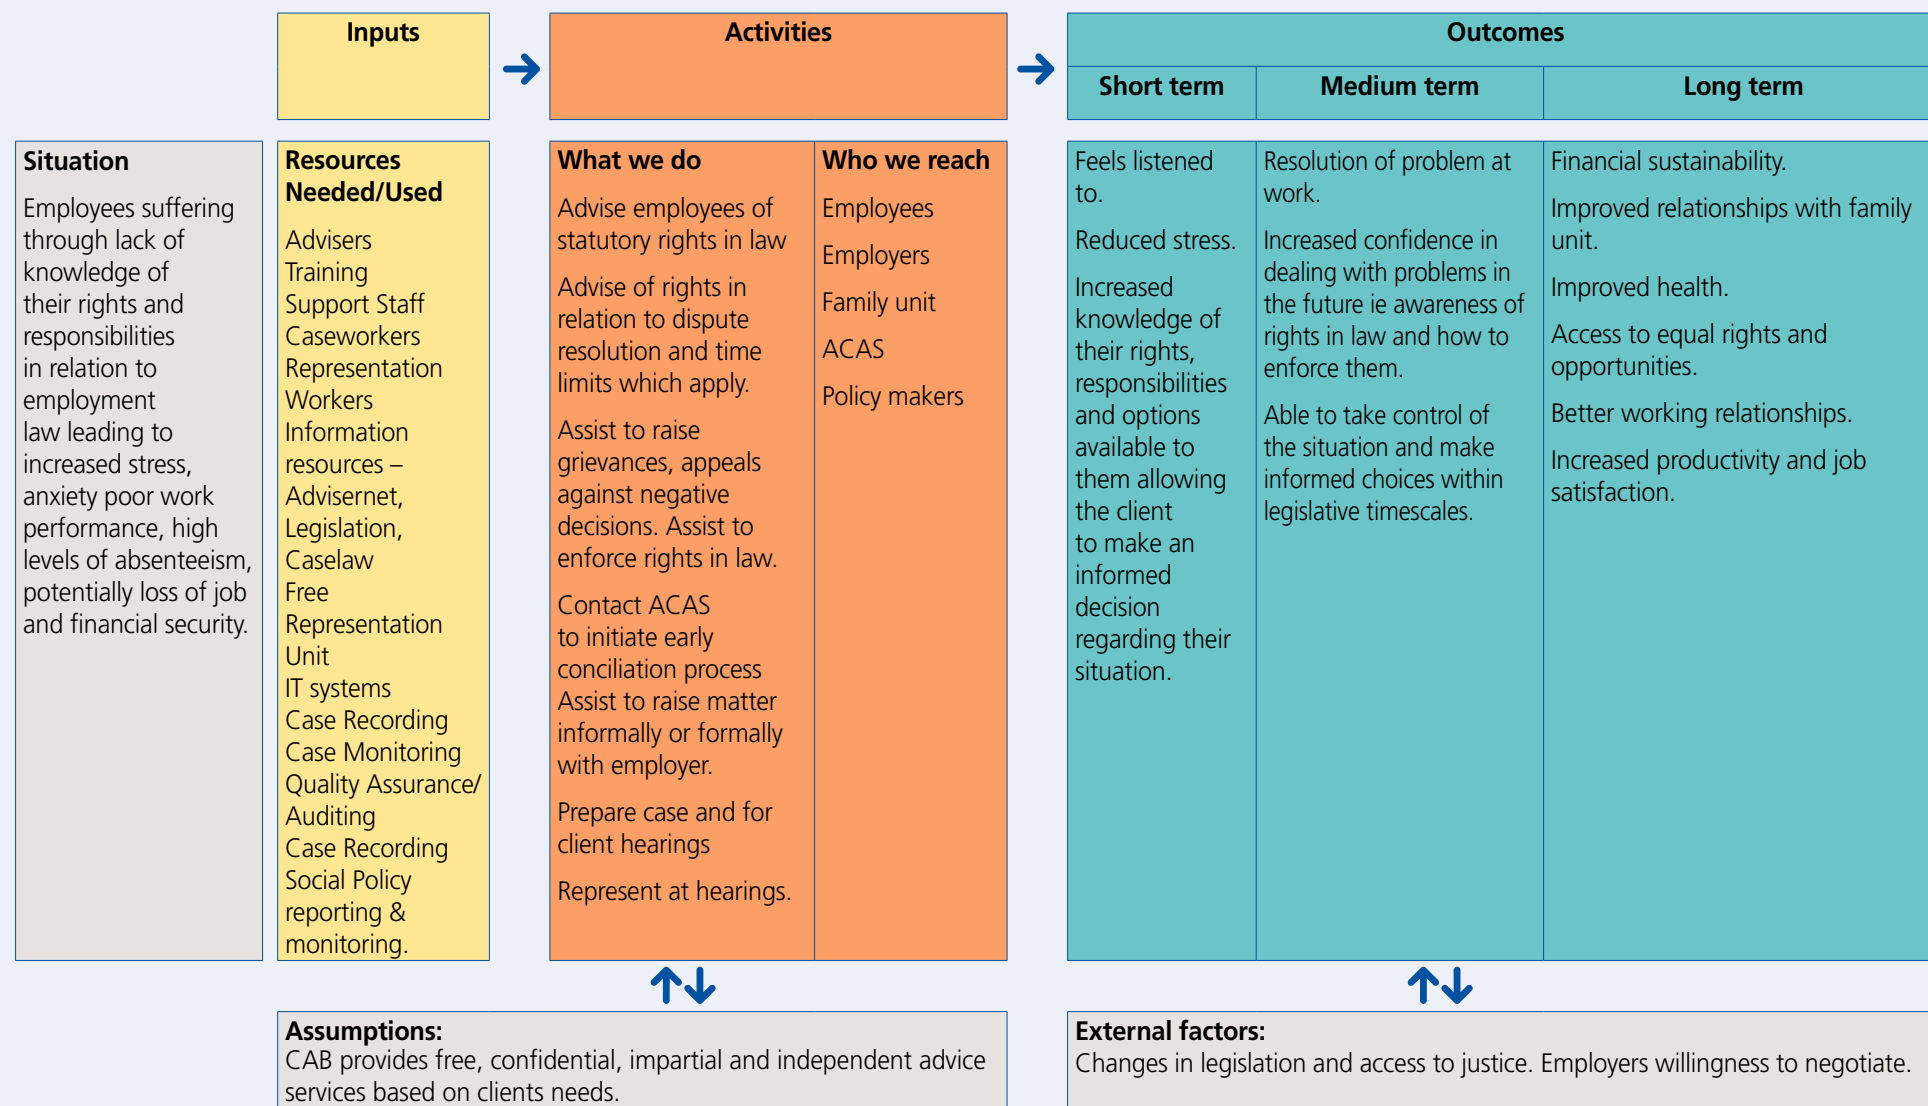 Inputs
Activities
Outcomes
Short term
Medium term
Long term
Situation
Employees suffering
through lack of
knowledge of
their rights and
responsibilities
in relation to
employment
law leading to
increased stress,
anxiety poor work
performance, high
levels of absenteeism,
potentially loss of job
and financial security.
Resources
Needed/Used
Advisers
Training
Support Staff
Caseworkers
Representation
Workers
Information
resources –
Advisernet,
Legislation,
Caselaw
Free
Representation
Unit
IT systems
Case Recording
Case Monitoring
Quality Assurance/
Auditing
Case Recording
Social Policy
reporting &
monitoring.
What we do
Advise employees of
statutory rights in law
Advise of rights in
relation to dispute
resolution and time
limits which apply.
Assist to raise
grievances, appeals
against negative
decisions. Assist to
enforce rights in law.
Contact ACAS
to initiate early
conciliation process
Assist to raise matter
informally or formally
with employer.
Prepare case and for
client hearings
Represent at hearings.
Who we reach
Employees
Employers
Family unit
ACAS
Policy makers
Feels listened
to.
Reduced stress.
Increased
knowledge of
their rights,
responsibilities
and options
available to
them allowing
the client
to make an
informed
decision
regarding their
situation.
Resolution of problem at
work.
Increased confidence in
dealing with problems in
the future ie awareness of
rights in law and how to
enforce them.
Able to take control of
the situation and make
informed choices within
legislative timescales.
Financial sustainability.
Improved relationships with family
unit.
Improved health.
Access to equal rights and
opportunities.
Better working relationships.
Increased productivity and job
satisfaction.
Assumptions:
CAB provides free, confidential, impartial and independent advice
services based on clients needs.
External factors:
Changes in legislation and access to justice. Employers willingness to negotiate.